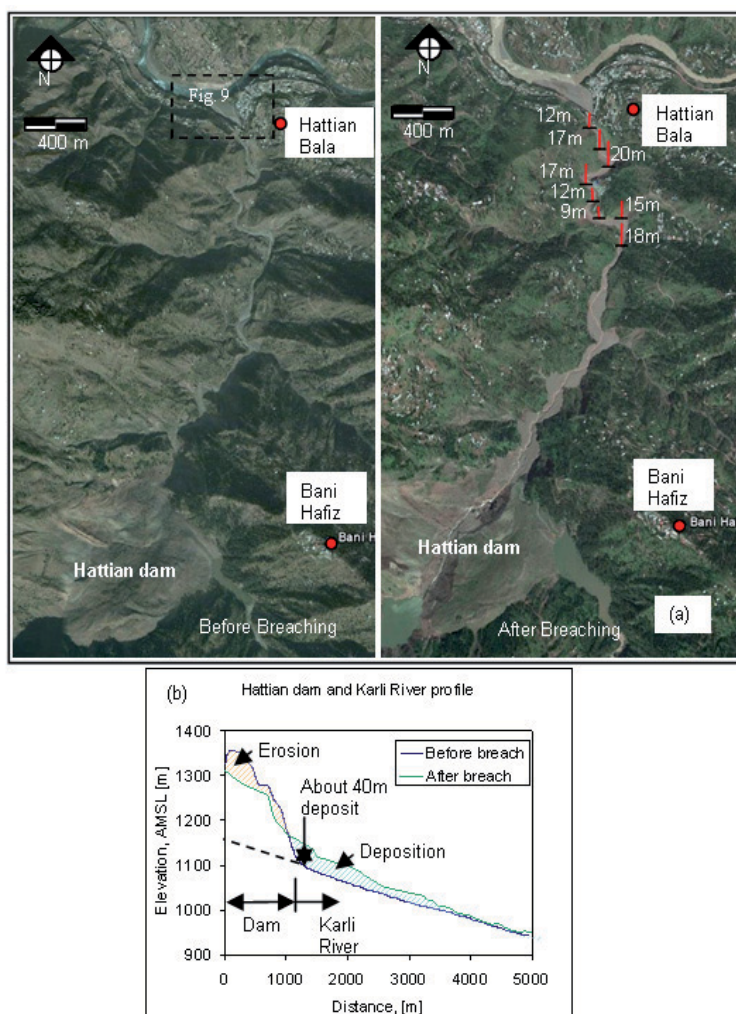 N
400 m
Fig. 9
Hattian
Bala
Bani
Hafiz
Bani Ha
Hattian dam
Before Breaching
N
400 m
12m
17m
20m
17m
12m
9m
15m
18m
Hattian
Bala
Bani
Hafiz
Bani Ha
Hattian dam
(a)
After Breaching
(b)
Hattian dam and Karli River profile
Elevation, AMSL [m]
1400
1300
1200
1100
1000
900
Erosion
Before breach
After breach
About 40m
deposit
Deposition
Dam
Karli
River
0
1000
2000
3000
4000
5000
Distance, [m]